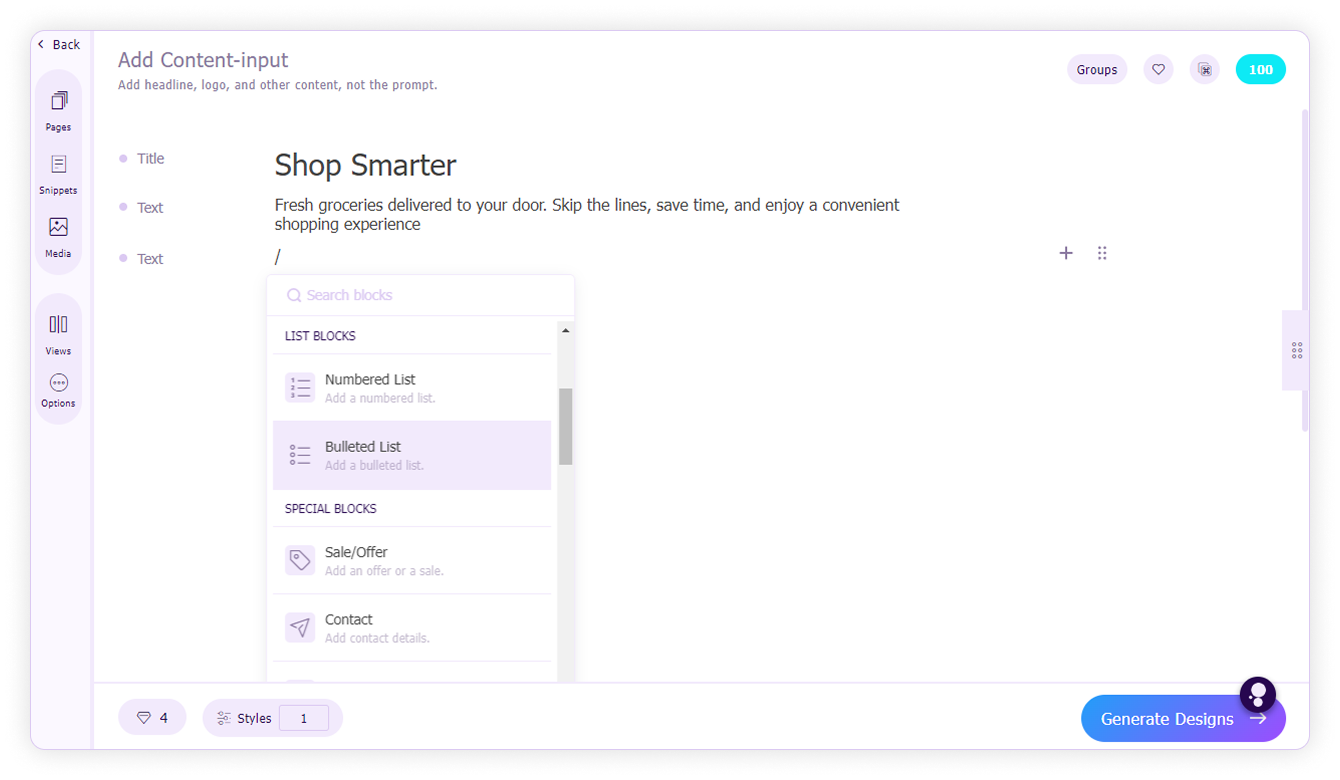 Back
Pages
Snippets
Media
Views
Options
Add Content-input
Add headline, logo, and other content, not the prompt.
Groups
100
Title
Shop Smarter
Text
Fresh groceries delivered to your door. Skip the lines, save time, and enjoy a convenient
shopping experience
Text
/
Search blocks
LIST BLOCKS
1
2
3
Numbered List
Add a numbered list.
Bulleted List
Add a bulleted list.
SPECIAL BLOCKS
Sale/Offer
Add an offer or a sale.
Contact
Add contact details.
4
Styles 1
Generate Designs